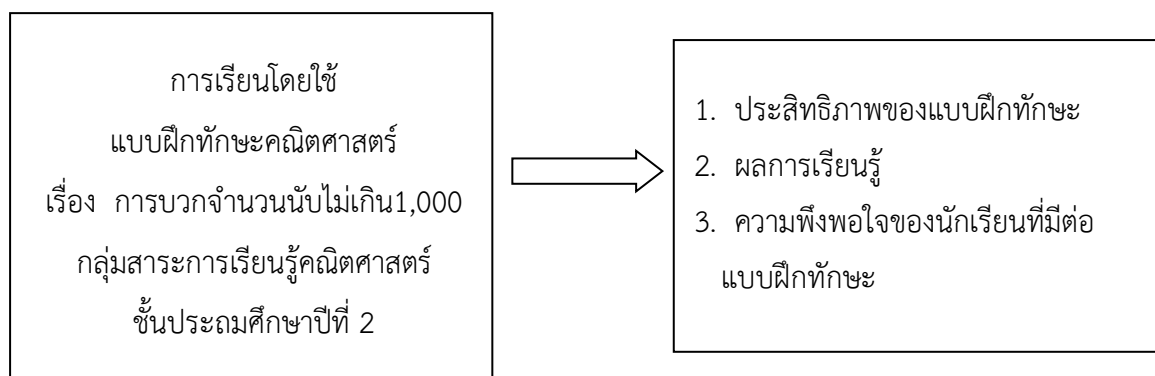 การเรียนโดยใช้
แบบฝึกทักษะคณิตศาสตร์
เรื่อง การบวกจำนวนนับไม่เกิน1,000
กลุ่มสาระการเรียนรู้คณิตศาสตร์
ชั้นประถมศึกษาปีที่ 2
1. ประสิทธิภาพของแบบฝึกทักษะ
2. ผลการเรียนรู้
3. ความพึงพอใจของนักเรียนที่มีต่อ
แบบฝึกทักษะ